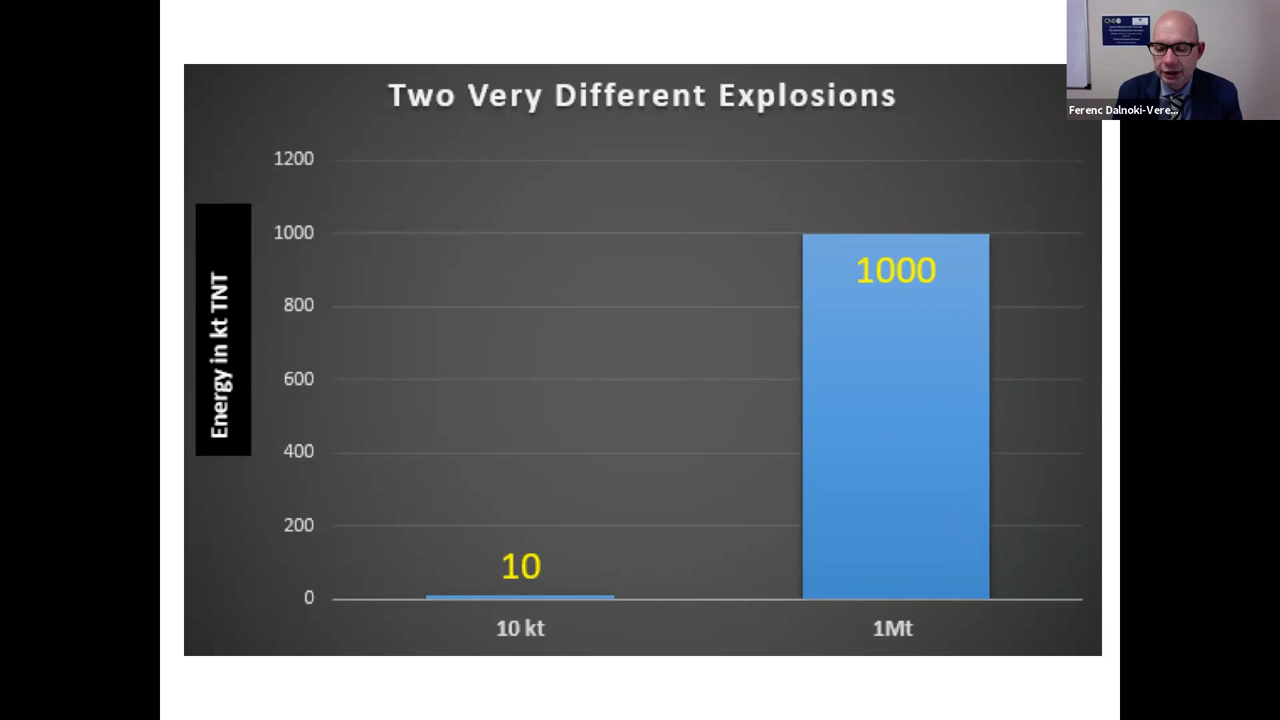 Two Very Different Explosions
1200
1000
800
600
400
200
0
Energy in kt TNT
10
1000
10 kt
1Mt
CNS
Ferenc Dalnoki-Vere...